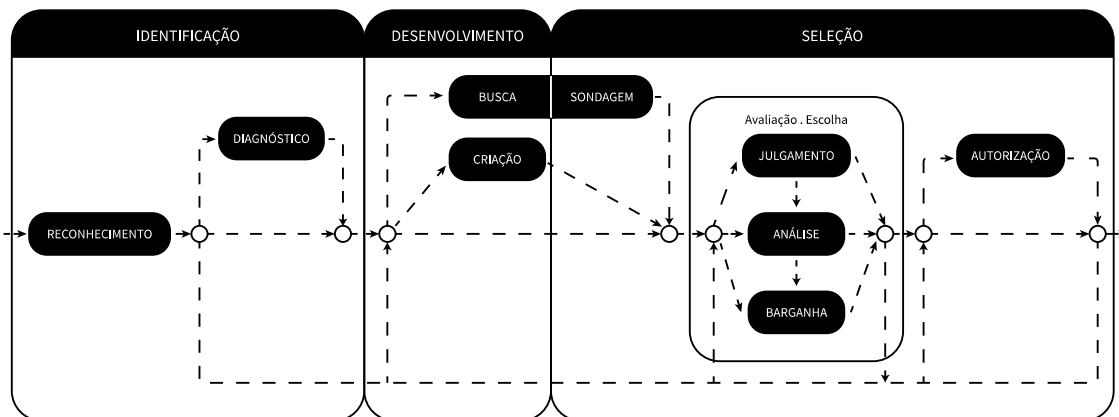 IDENTIFICAÇÃO
DESENVOLVIMENTO
SELEÇÃO
BUSCA
SONDAGEM
Avaliação . Escolha
DIAGNÓSTICO
CRIAÇÃO
JULGAMENTO
AUTORIZAÇÃO
RECONHECIMENTO
ANÁLISE
BARGANHA